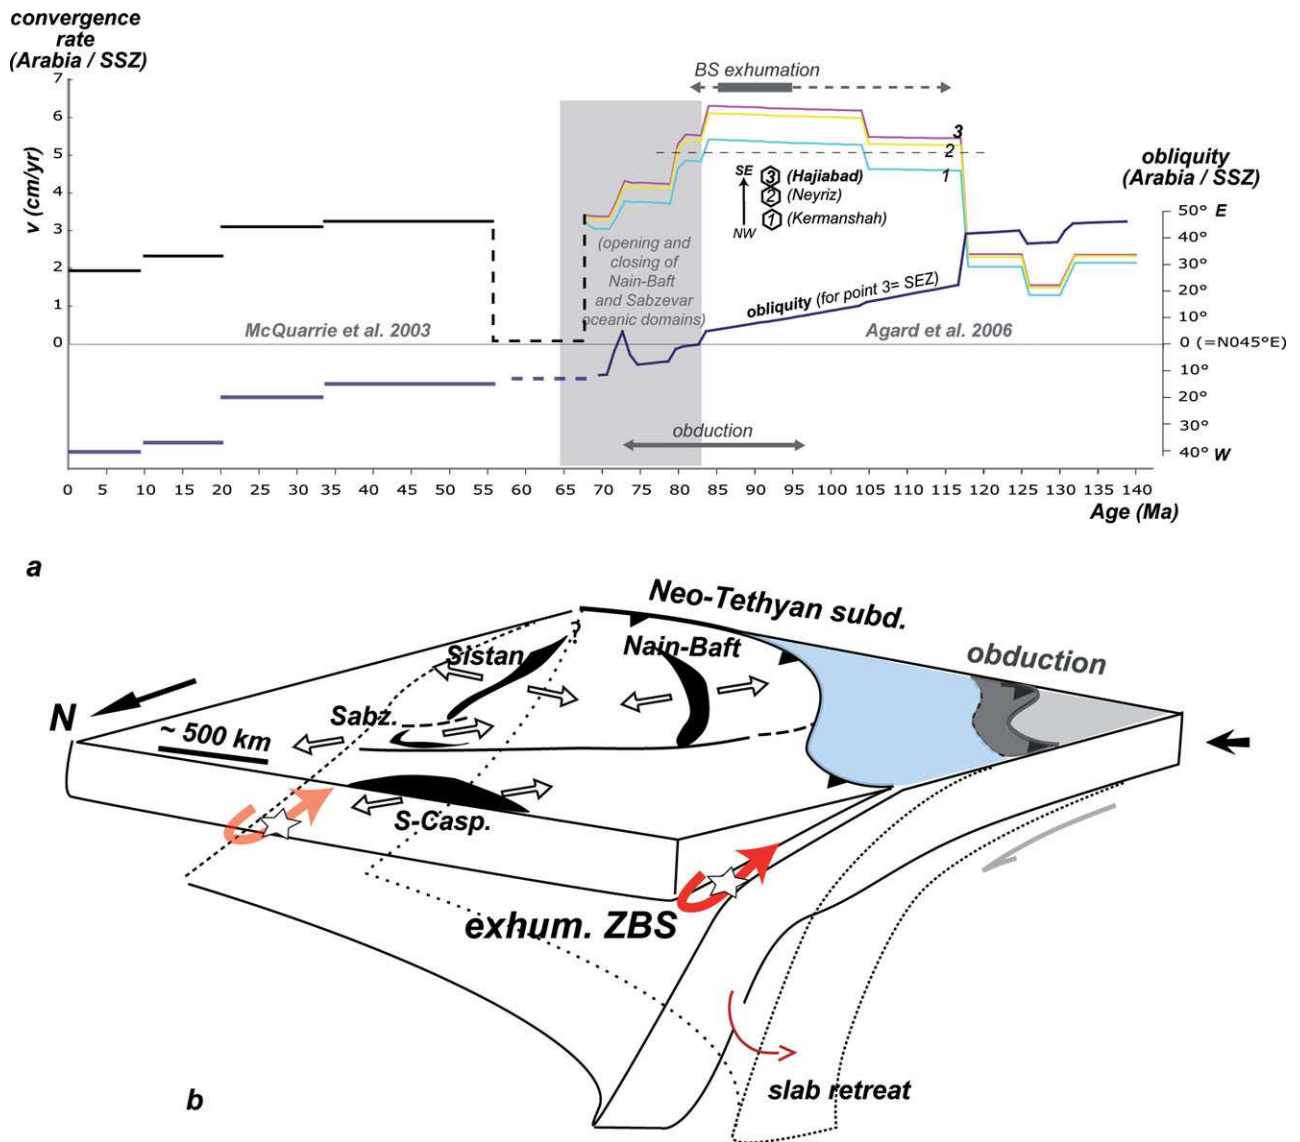 convergence
rate
(Arabia / SSZ)
7
6
5
4
3
2
1
0
v (cm/yr)
BS exhumation
3
2
1
SE
NW
3 (Hajiabad)
2 (Neyriz)
1 (Kermanshah)
(opening and
closing of
Nain-Baft
and Sabzevar
oceanic domains)
obliquity (for point 3= SEZ)
McQuarrie et al. 2003
Agard et al. 2006
obduction
obliquity
(Arabia / SSZ)
50° E
40°
30°
20°
10°
0 (=N045°E)
10°
20°
30°
40° W
0 5 10 15 20 25 30 35 40 45 50 55 60 65 70 75 80 85 90 95 100 105 110 115 120 125 130 135 140
Age (Ma)
a
Neo-Tethyan subd.
obduction
?
Sistan
Nain-Baft
N
Sabz.
~ 500 km
S-Casp.
exhum. ZBS
slab retreat
b